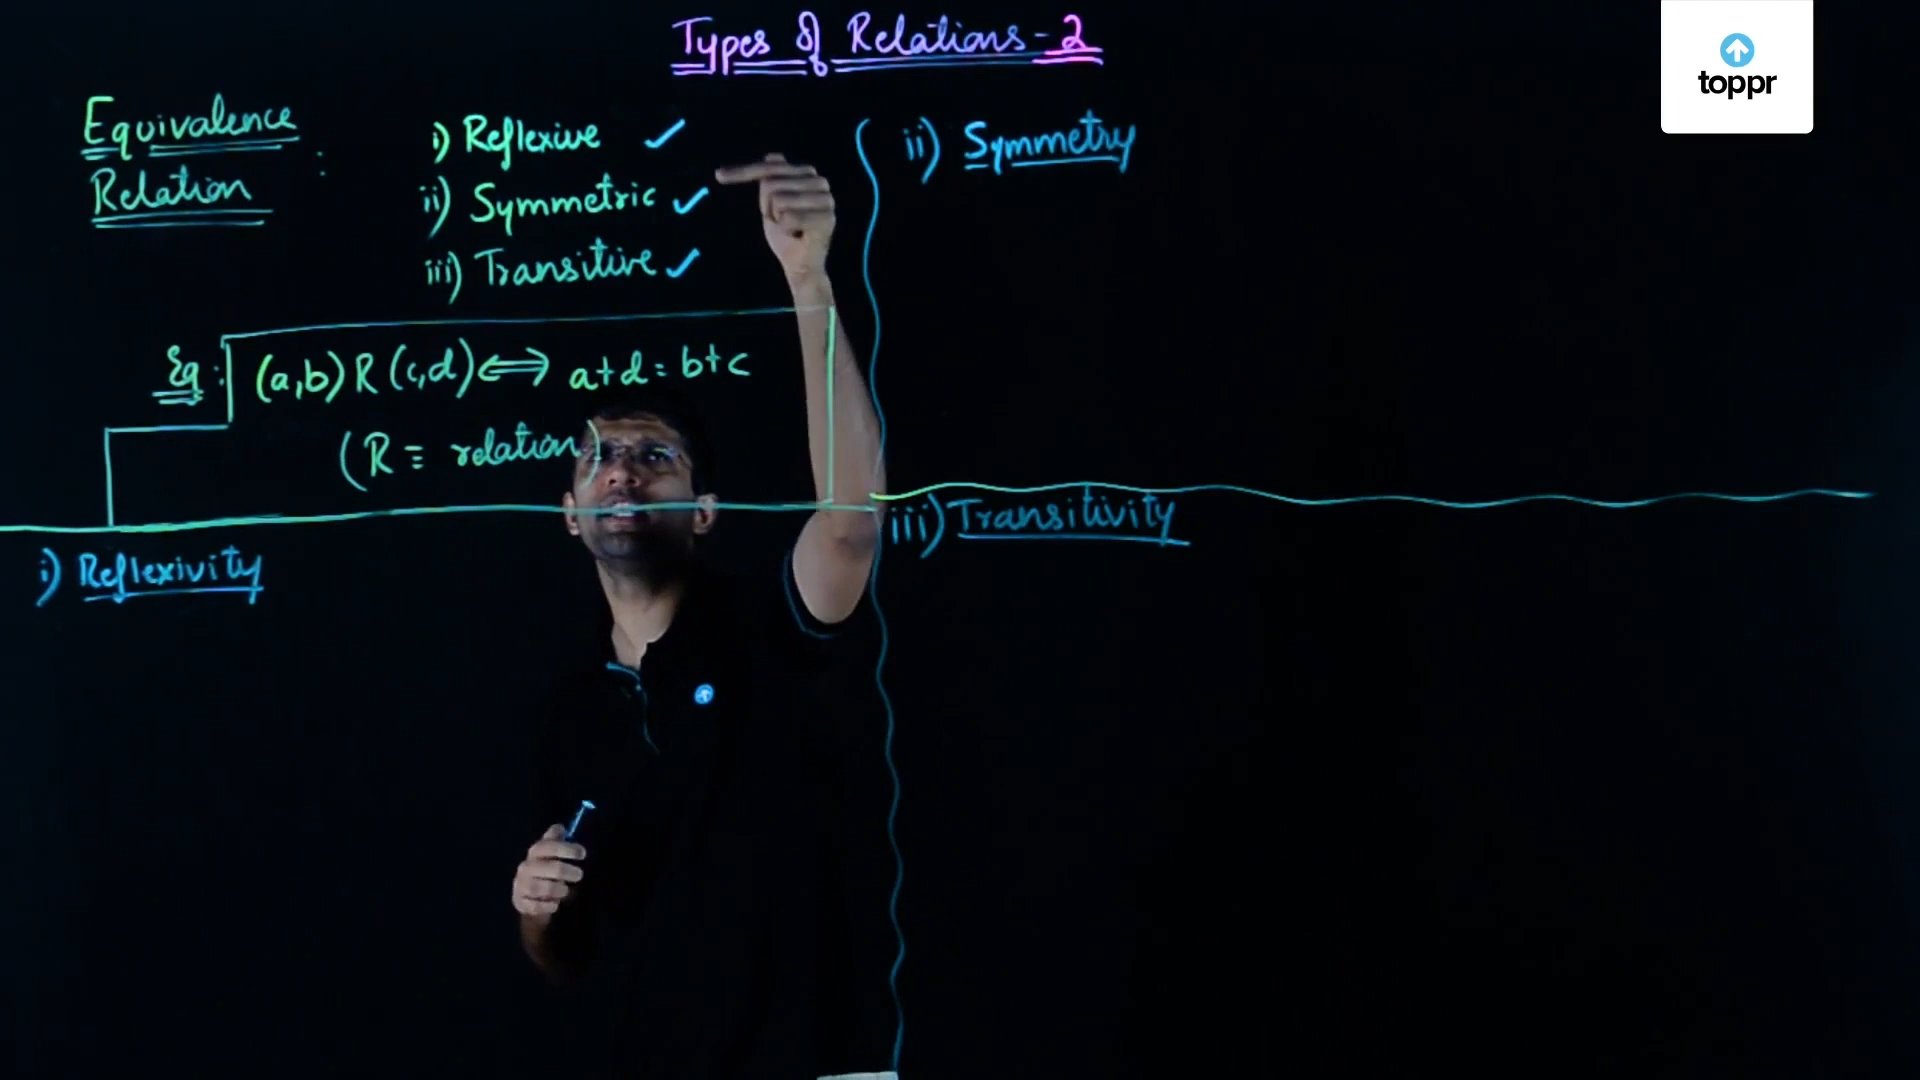 Types of Relations-2
toppr
Equivalence
Relation :
i) Reflexive ✓
ii) Symmetric ✓
iii) Transitive ✓
Eg: (a,b) R (c,d) ⟺ a+d = b+c
(R ≡ relation)
i) Reflexivity
ii) Symmetry
iii) Transitivity